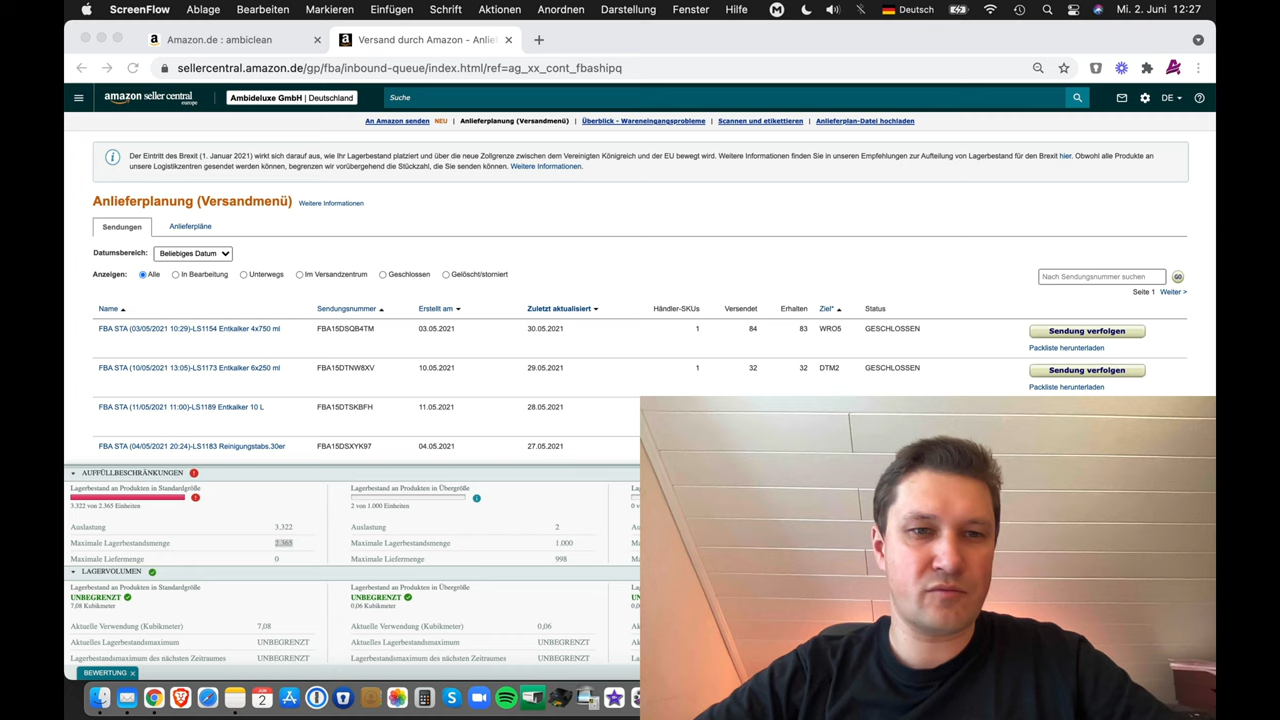 ScreenFlow Ablage Bearbeiten Markieren Einfügen Schrift Aktionen Anordnen Darstellung Fenster Hilfe Deutsch Mi. 2. Juni 12:27
Amazon.de : ambiclean
Versand durch Amazon - Anlief
sellercentral.amazon.de/gp/fba/inbound-queue/index.html/ref=ag_xx_cont_fbashipq
amazon seller central
europe
Ambideluxe GmbH | Deutschland
Suche
DE
An Amazon senden NEU | Anlieferplanung (Versandmenü) | Überblick - Wareneingangsprobleme | Scannen und etikettieren | Anlieferplan-Datei hochladen
Der Eintritt des Brexit (1. Januar 2021) wirkt sich darauf aus, wie Ihr Lagerbestand platziert und über die neue Zollgrenze zwischen dem Vereinigten Königreich und der EU bewegt wird. Weitere Informationen finden Sie in unseren Empfehlungen zur Aufteilung von Lagerbestand für den Brexit hier. Obwohl alle Produkte an
unsere Logistikzentren gesendet werden können, begrenzen wir vorübergehend die Stückzahl, die Sie senden können. Weitere Informationen.
Anlieferplanung (Versandmenü) Weitere Informationen
Sendungen Anlieferpläne
Datumsbereich: Beliebiges Datum
Anzeigen: Alle In Bearbeitung Unterwegs Im Versandzentrum Geschlossen Gelöscht/storniert
Nach Sendungsnummer suchen GO
Seite 1 Weiter >
Name Sendungsnummer Erstellt am Zuletzt aktualisiert Händler-SKUs Versendet Erhalten Ziel* Status
FBA STA (03/05/2021 10:29)-LS1154 Entkalker 4x750 ml FBA15DSQB4TM 03.05.2021 30.05.2021 1 84 83 WRO5 GESCHLOSSEN Sendung verfolgen
Packliste herunterladen
FBA STA (10/05/2021 13:05)-LS1173 Entkalker 6x250 ml FBA15DTNW8XV 10.05.2021 29.05.2021 1 32 32 DTM2 GESCHLOSSEN Sendung verfolgen
Packliste herunterladen
FBA STA (11/05/2021 11:00)-LS1189 Entkalker 10 L FBA15DTSKBFH 11.05.2021 28.05.2021
FBA STA (04/05/2021 20:24)-LS1183 Reinigungstabs.30er FBA15DSXYK97 04.05.2021 27.05.2021
AUFFÜLLBESCHRÄNKUNGEN
Lagerbestand an Produkten in Standardgröße Lagerbestand an Produkten in Übergröße
3.322 von 2.365 Einheiten 2 von 1.000 Einheiten
Auslastung 3.322 Auslastung 2
Maximale Lagerbestandsmenge 2.365 Maximale Lagerbestandsmenge 1.000
Maximale Liefermenge 0 Maximale Liefermenge 998
LAGERVOLUMEN
Lagerbestand an Produkten in Standardgröße Lagerbestand an Produkten in Übergröße
UNBEGRENZT UNBEGRENZT
7,08 Kubikmeter 0,06 Kubikmeter
Aktuelle Verwendung (Kubikmeter) 7,08 Aktuelle Verwendung (Kubikmeter) 0,06
Aktuelles Lagerbestandsmaximum UNBEGRENZT Aktuelles Lagerbestandsmaximum UNBEGRENZT
Lagerbestandsmaximum des nächsten Zeitraumes UNBEGRENZT Lagerbestandsmaximum des nächsten Zeitraumes UNBEGRENZT
BEWERTUNG
JUN
2